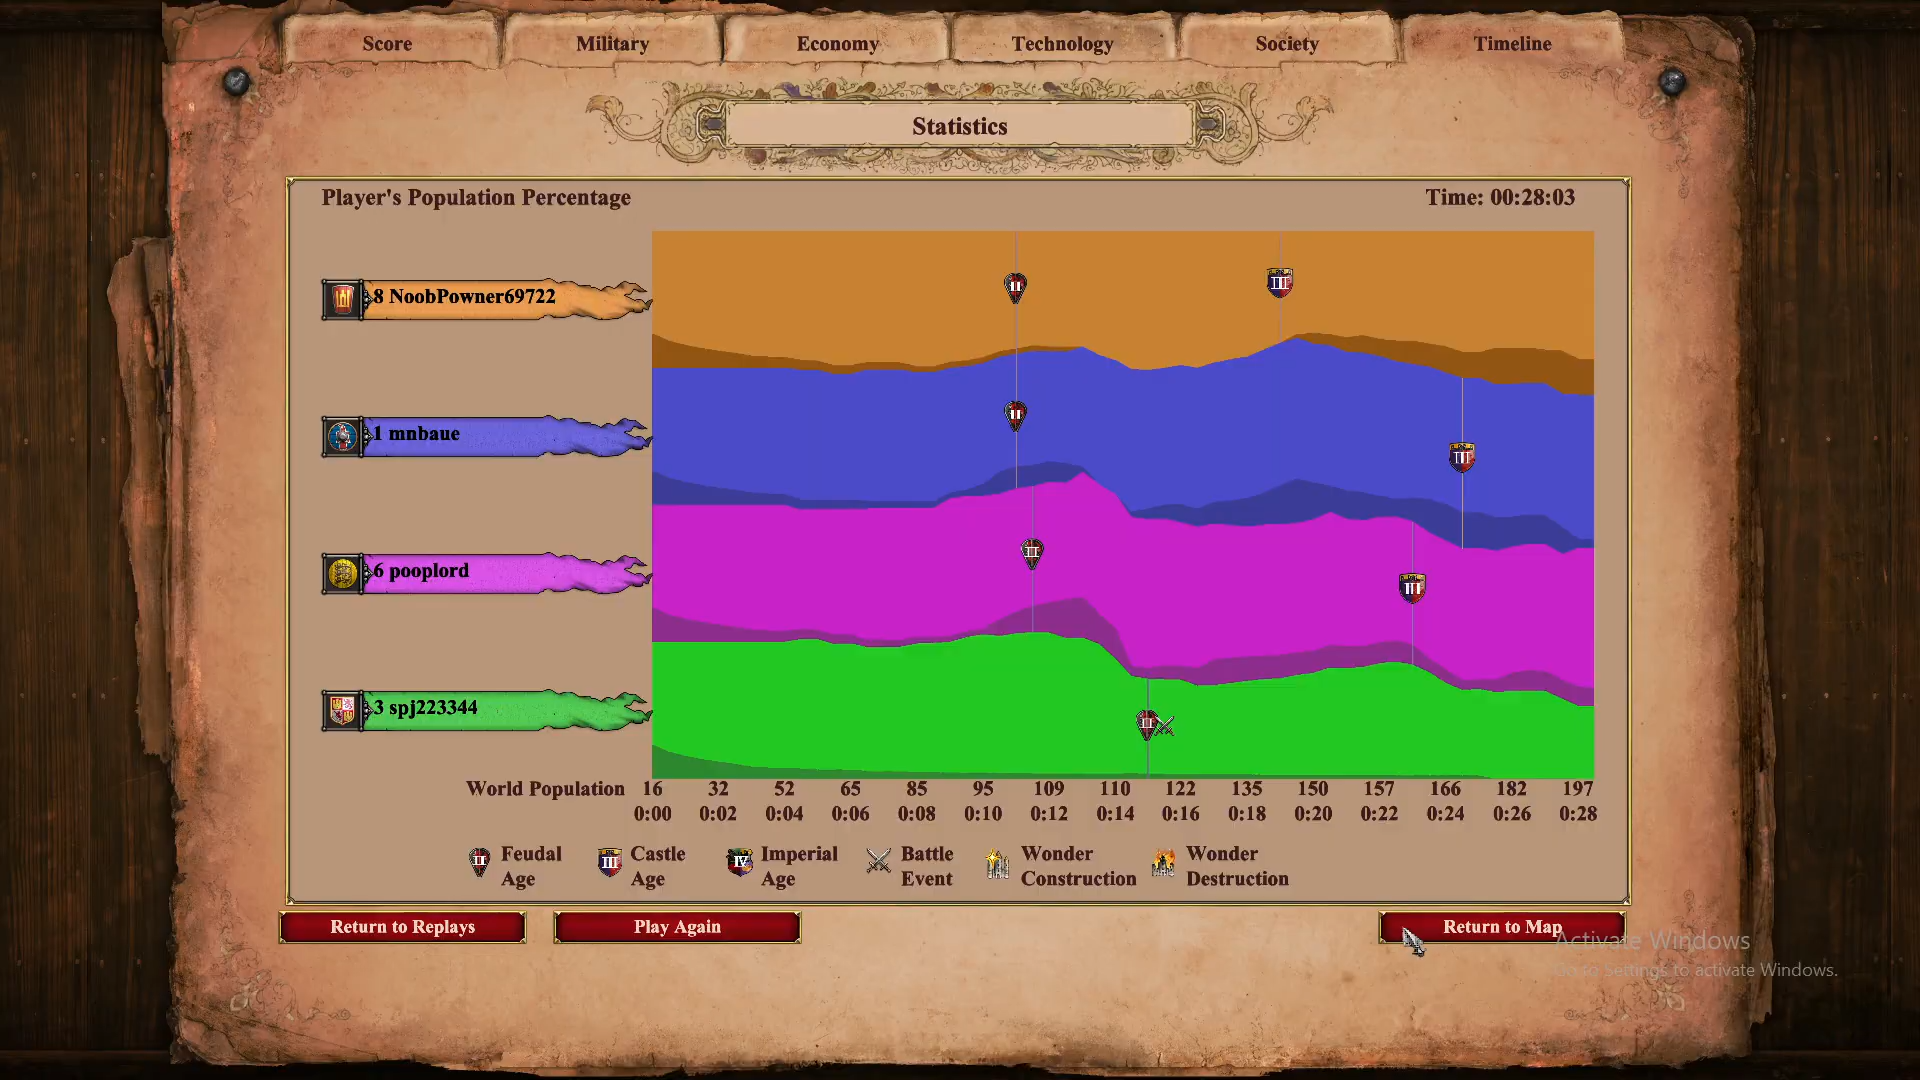 Score
Military
Economy
Technology
Society
Timeline
Statistics
Player's Population Percentage
Time: 00:28:03
8 NoobPowner69722
1 mnbaue
6 pooplord
3 spj223344
World Population 16 32 52 65 85 95 109 110 122 135 150 157 166 182 197
0:00 0:02 0:04 0:06 0:08 0:10 0:12 0:14 0:16 0:18 0:20 0:22 0:24 0:26 0:28
Feudal Age
Castle Age
Imperial Age
Battle Event
Wonder Construction
Wonder Destruction
Return to Replays
Play Again
Return to Map
Activate Windows
Go to Settings to activate Windows.